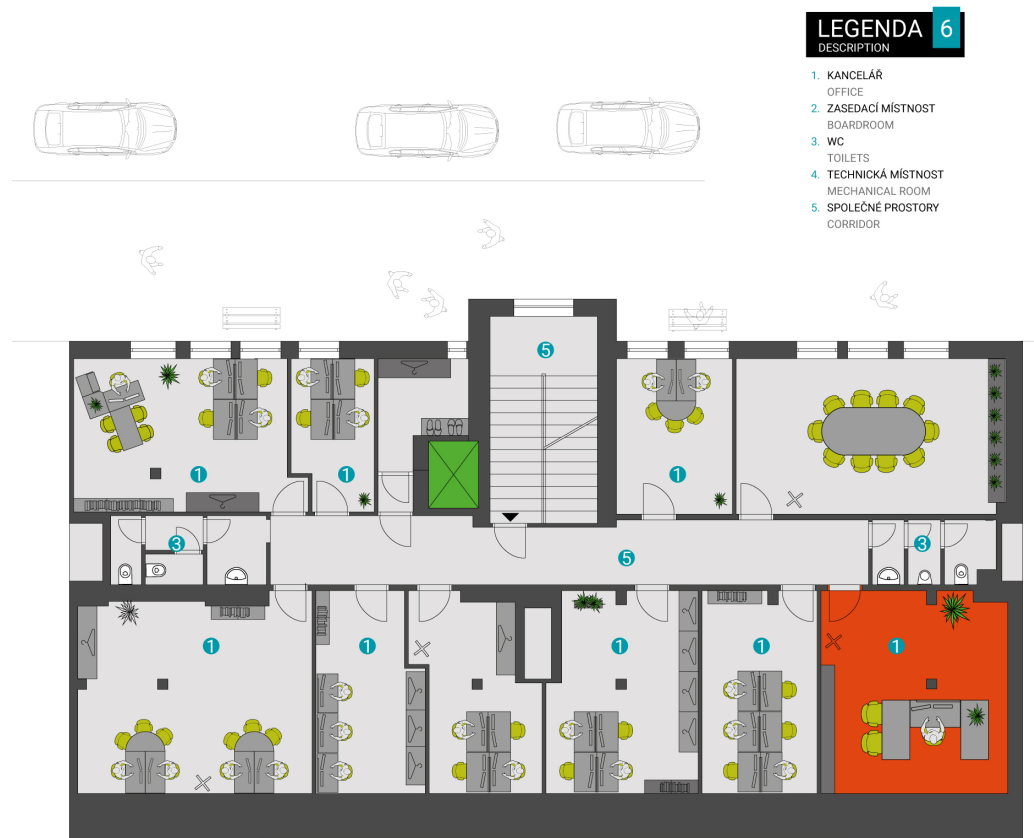 LEGENDA 6
DESCRIPTION
1. KANCELÁŘ
OFFICE
2. ZASEDACÍ MÍSTNOST
BOARDROOM
3. WC
TOILETS
4. TECHNICKÁ MÍSTNOST
MECHANICAL ROOM
5. SPOLEČNÉ PROSTORY
CORRIDOR
5
1
1
1
3
5
3
1
1
1
1
1